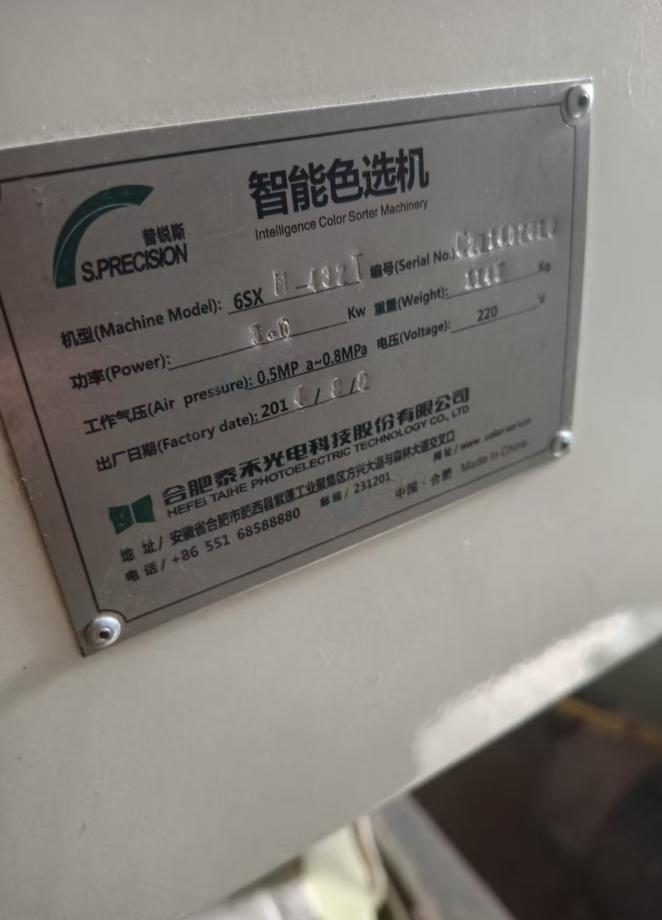 智能色选机
Intelligence Color Sorter Machinery
普锐斯
S.PRECISION
机型(Machine Model): 6SX 编号(Serial No.)
功率(Power): Kw 重量(Weight): Kg
工作气压(Air pressure): 0.5MP a~0.8MPa 电压(Voltage): 220 V
出厂日期(Factory date): 201
合肥泰禾光电科技股份有限公司
HEFEI TAIHE PHOTOELECTRIC TECHNOLOGY CO., LTD
地 址/ 安徽省合肥市肥西县紫蓬工业聚集区方兴大道与森林大道交叉口 网址/
电 话/ +86 551 68588880 邮 编/ 231201 中国·合肥 Made in China